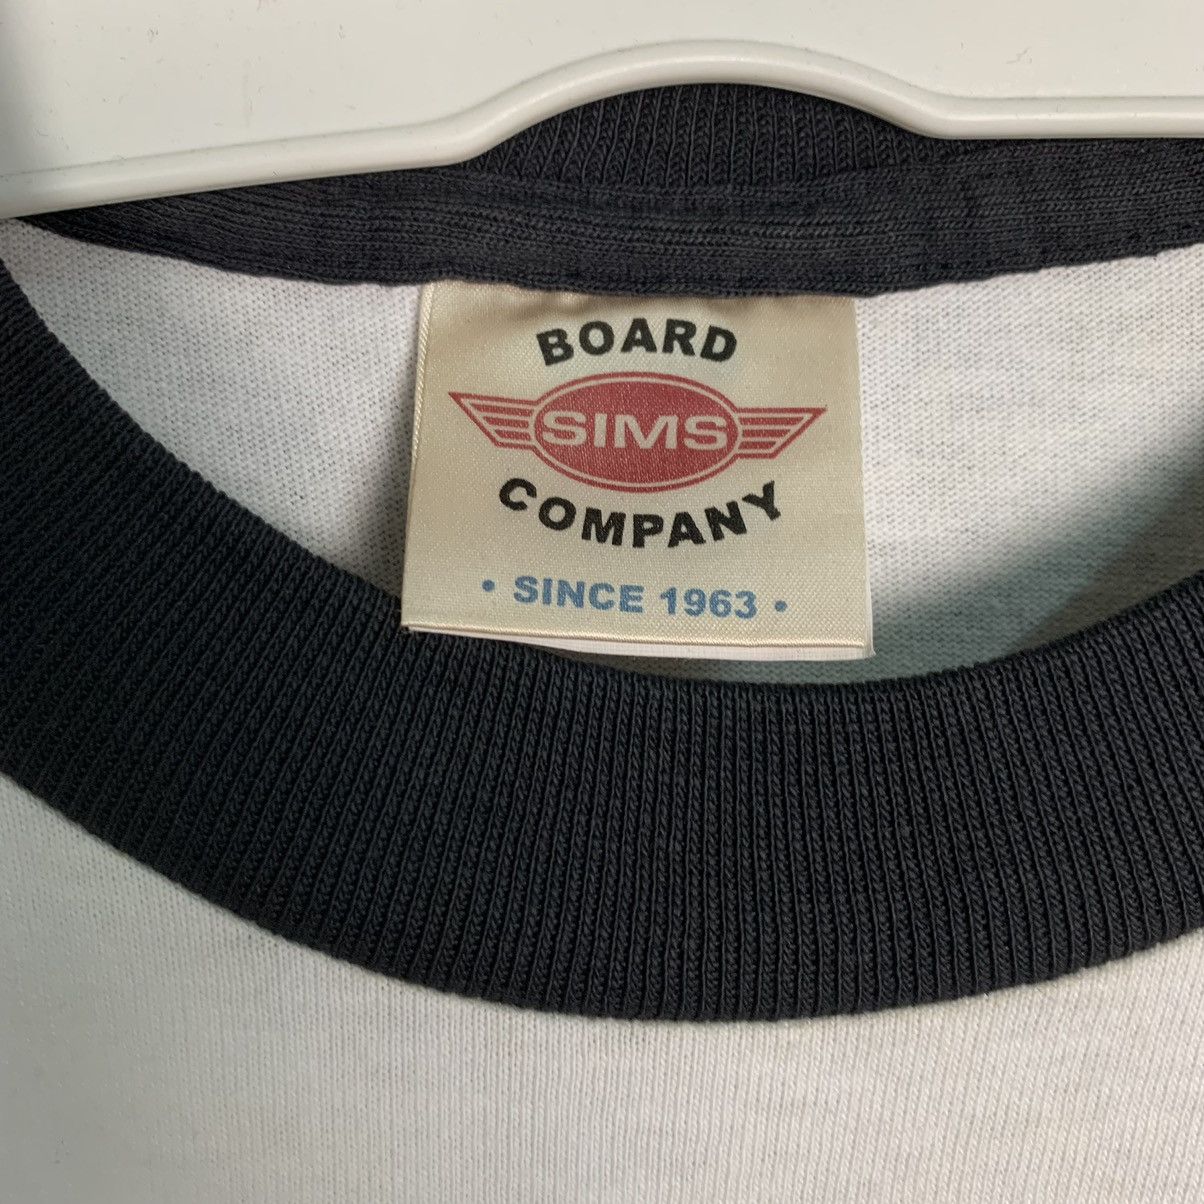 BOARD
SIMS
COMPANY
• SINCE 1963 •